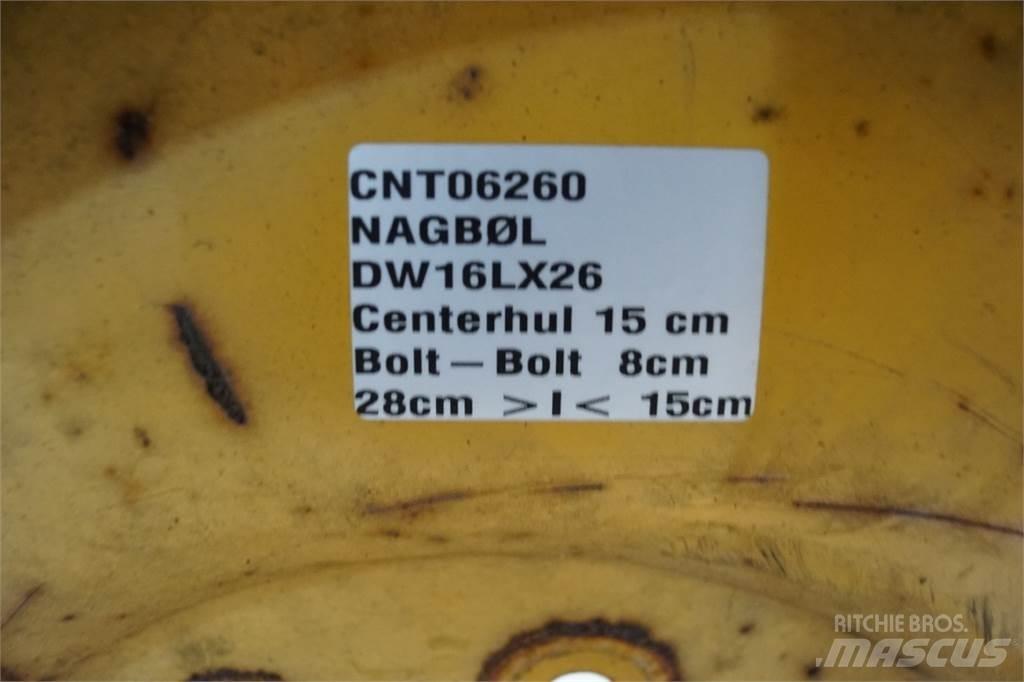 CNT06260
NAGBØL
DW16LX26
Centerhul 15 cm
Bolt – Bolt 8cm
28cm > I < 15cm
RITCHIE BROS.
MASCUS